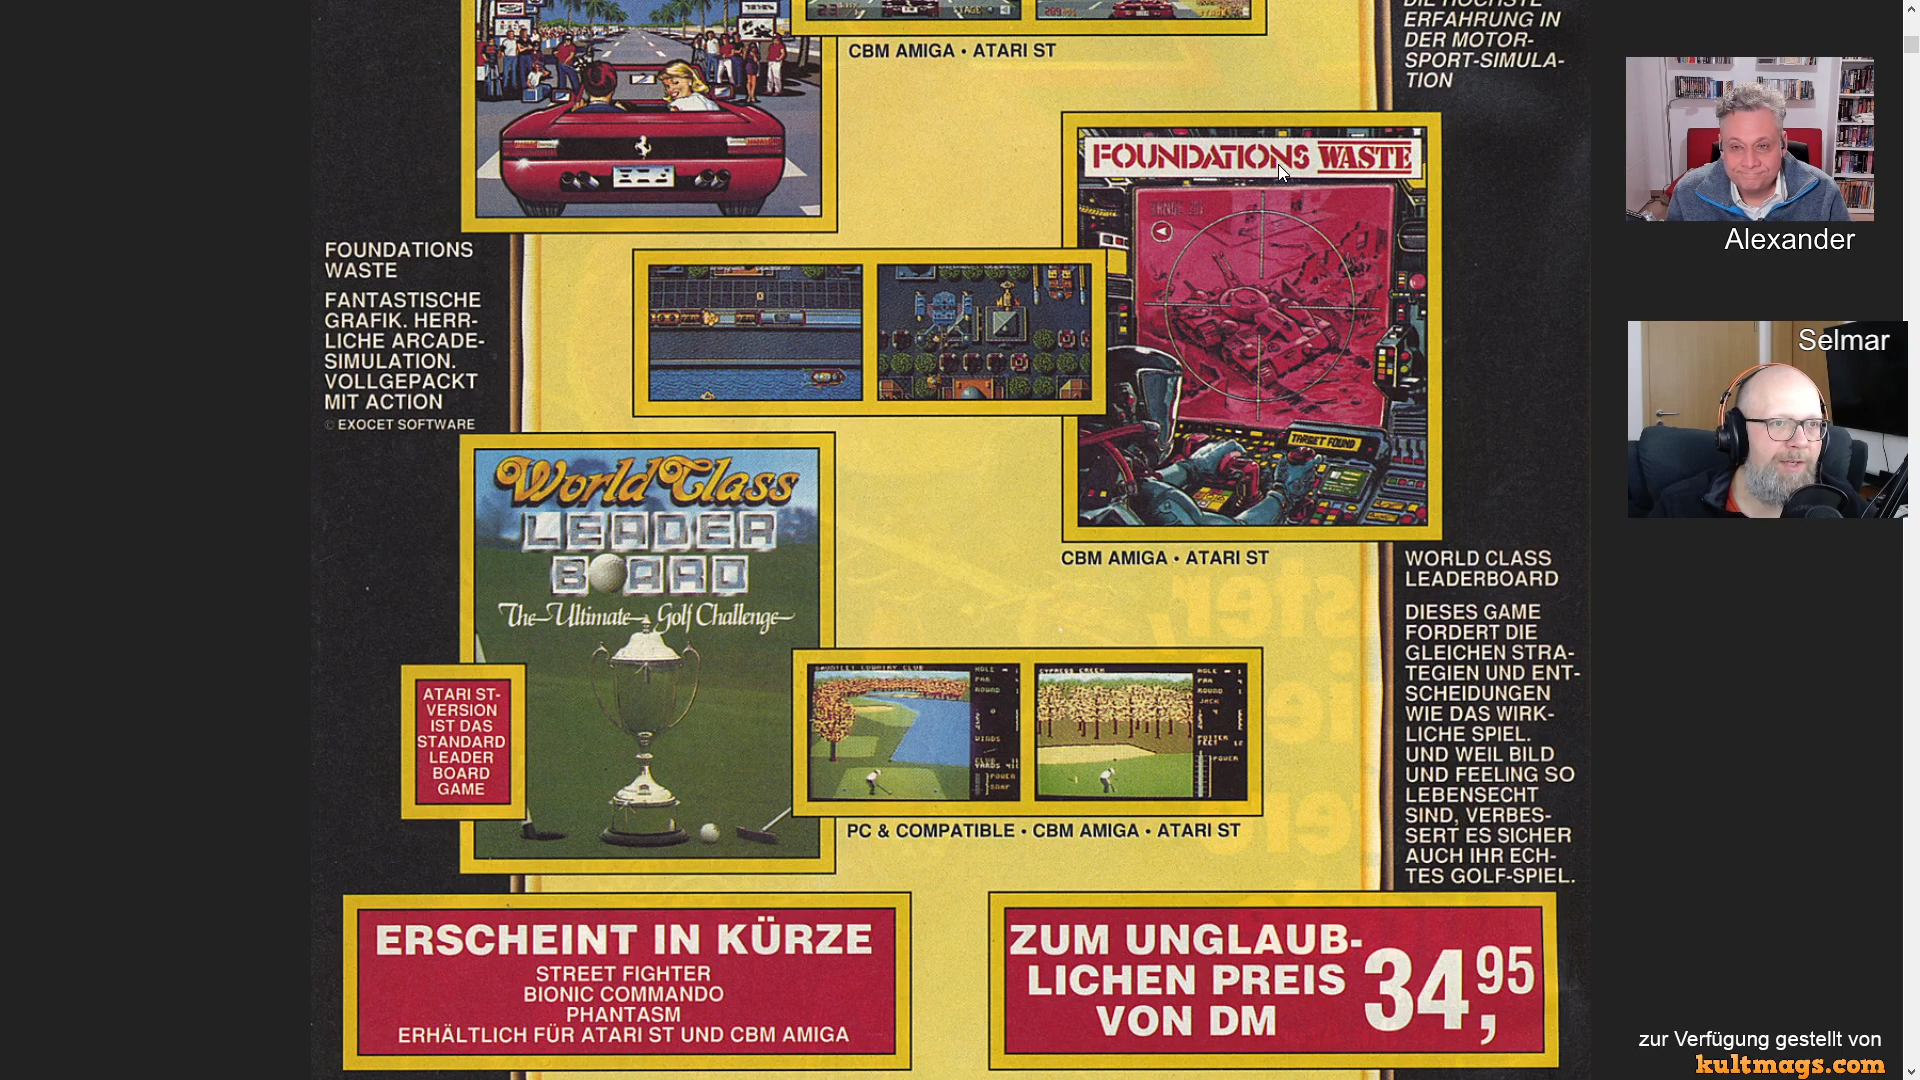 ERFAHRUNG IN
DER MOTOR-
SPORT-SIMULA-
TION
CBM AMIGA • ATARI ST
FOUNDATIONS WASTE
FOUNDATIONS
WASTE
FANTASTISCHE
GRAFIK. HERR-
LICHE ARCADE-
SIMULATION.
VOLLGEPACKT
MIT ACTION
© EXOCET SOFTWARE
TARGET FOUND
CBM AMIGA • ATARI ST
World Class
LEADER
BOARD
The Ultimate Golf Challenge
ATARI ST-
VERSION
IST DAS
STANDARD
LEADER
BOARD
GAME
GAUNTLET COUNTRY CLUB
CYPRESS CREEK
PC & COMPATIBLE • CBM AMIGA • ATARI ST
WORLD CLASS
LEADERBOARD
DIESES GAME
FORDERT DIE
GLEICHEN STRA-
TEGIEN UND ENT-
SCHEIDUNGEN
WIE DAS WIRK-
LICHE SPIEL.
UND WEIL BILD
UND FEELING SO
LEBENSECHT
SIND, VERBES-
SERT ES SICHER
AUCH IHR ECH-
TES GOLF-SPIEL.
ERSCHEINT IN KÜRZE
STREET FIGHTER
BIONIC COMMANDO
PHANTASM
ERHÄLTLICH FÜR ATARI ST UND CBM AMIGA
ZUM UNGLAUB-
LICHEN PREIS
VON DM 34,95
Alexander
Selmar
zur Verfügung gestellt von
kultmags.com